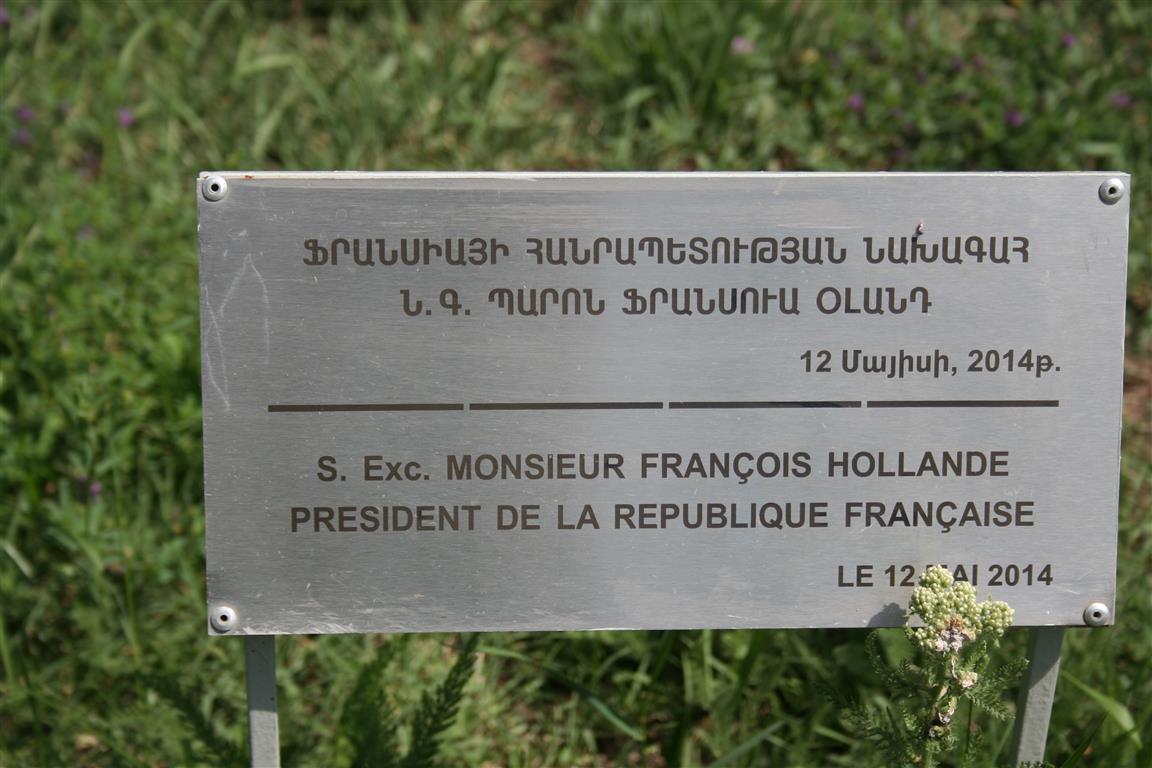 ՖՐԱՆՍԻԱՅԻ ՀԱՆՐԱՊԵՏՈՒԹՅԱՆ ՆԱԽԱԳԱՀ
Ն.Գ. ՊԱՐՈՆ ՖՐԱՆՍՈՒԱ ՕԼԱՆԴ
12 Մայիսի, 2014թ.
S. Exc. MONSIEUR FRANÇOIS HOLLANDE
PRESIDENT DE LA REPUBLIQUE FRANÇAISE
LE 12 MAI 2014